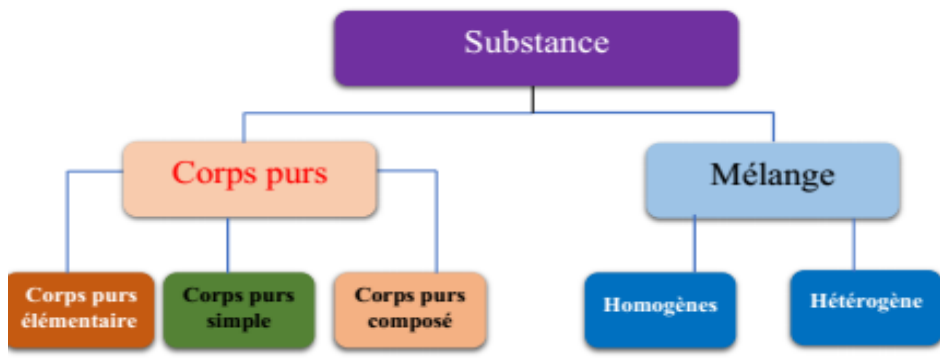 Substance
Corps purs
Mélange
Corps purs
élémentaire
Corps purs
simple
Corps purs
composé
Homogènes
Hétérogène